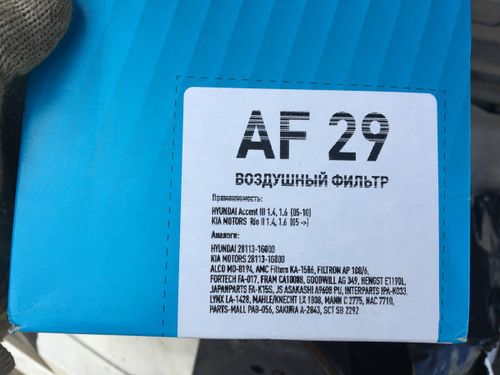 AF 29
ВОЗДУШНЫЙ ФИЛЬТР
Применяемость:
HYUNDAI Accent III 1.4, 1.6 (05-10)
KIA MOTORS Rio II 1.4, 1.6 (05->)
Аналоги:
HYUNDAI 28113-1G000
KIA MOTORS 28113-1G000
ALCO MD-8194, AMC Filters KA-1586, FILTRON AP 108/6,
FORTECH FA-017, FRAM CA10088, GOODWILL AG 349, HENGST E1190L,
JAPANPARTS FA-K15S, JS ASAKASHI A9608 PU, INTERPARTS IPA-K033,
LYNX LA-1428, MAHLE/KNECHT LX 1808, MANN C 2775, NAC 7710,
PARTS-MALL PAB-056, SAKURA A-2843, SCT SB 2292